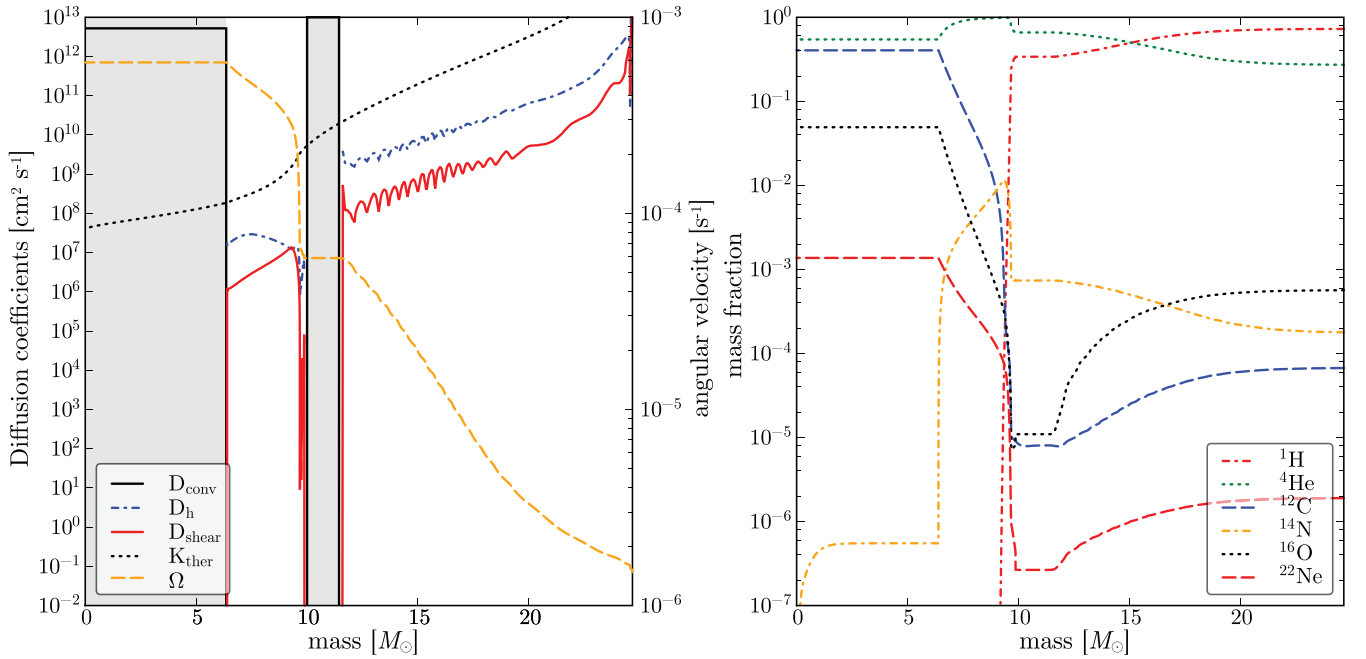 Diffusion coefficients [cm² s⁻¹]
10¹³
10¹²
10¹¹
10¹⁰
10⁹
10⁸
10⁷
10⁶
10⁵
10⁴
10³
10²
10¹
10⁰
10⁻¹
10⁻²
D_conv
D_h
D_shear
K_ther
Ω
0 5 10 15 20
mass [M_⊙]
10⁻³
10⁻⁴
10⁻⁵
10⁻⁶
angular velocity [s⁻¹]
mass fraction
10⁰
10⁻¹
10⁻²
10⁻³
10⁻⁴
10⁻⁵
10⁻⁶
10⁻⁷
¹H
⁴He
¹²C
¹⁴N
¹⁶O
²²Ne
0 5 10 15 20
mass [M_⊙]